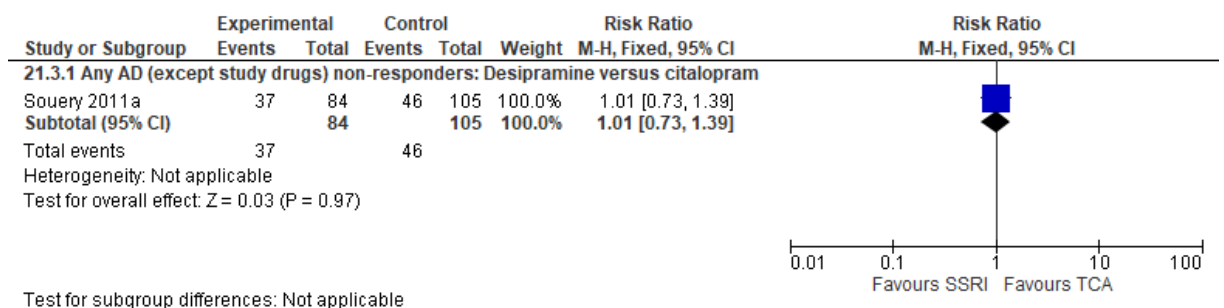 Experimental Control Risk Ratio Risk Ratio
Study or Subgroup Events Total Events Total Weight M-H, Fixed, 95% CI M-H, Fixed, 95% CI
21.3.1 Any AD (except study drugs) non-responders: Desipramine versus citalopram
Souery 2011a 37 84 46 105 100.0% 1.01 [0.73, 1.39]
Subtotal (95% CI) 84 105 100.0% 1.01 [0.73, 1.39]
Total events 37 46
Heterogeneity: Not applicable
Test for overall effect: Z = 0.03 (P = 0.97)
0.01 0.1 1 10 100
Favours SSRI Favours TCA
Test for subgroup differences: Not applicable